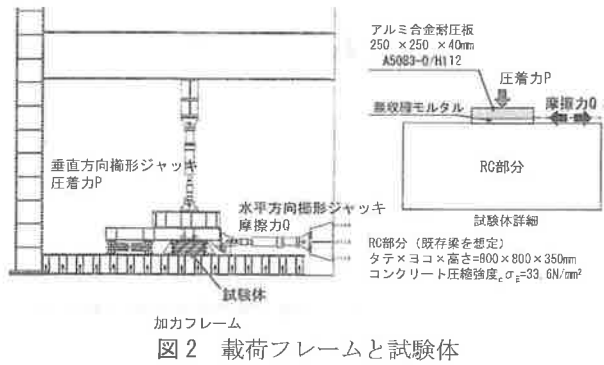 アルミ合金耐圧板
250 ×250 ×40mm
A5083-0/H112
圧着力P
摩擦力Q
無収縮モルタル
RC部分
試験体詳細
垂直方向櫛形ジャッキ
圧着力P
水平方向櫛形ジャッキ
摩擦力Q
試験体
RC部分（既存梁を想定）
タテ×ヨコ×高さ=800×800×350mm
コンクリート圧縮強度cσB=33.6N/mm²
加力フレーム
図2 載荷フレームと試験体